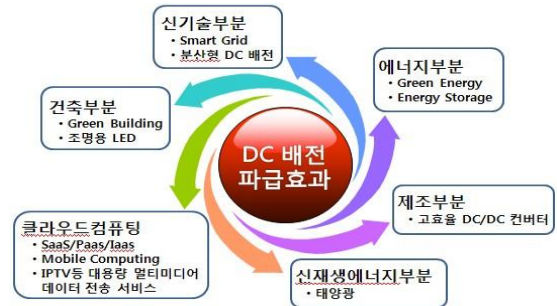 신기술부분
• Smart Grid
• 분산형 DC 배전
에너지부분
• Green Energy
• Energy Storage
건축부분
• Green Building
• 조명용 LED
DC 배전
파급효과
제조부분
• 고효율 DC/DC 컨버터
클라우드컴퓨팅
• SaaS/Paas/Iaas
• Mobile Computing
• IPTV등 대용량 멀티미디어
데이터 전송 서비스
신재생에너지부분
• 태양광